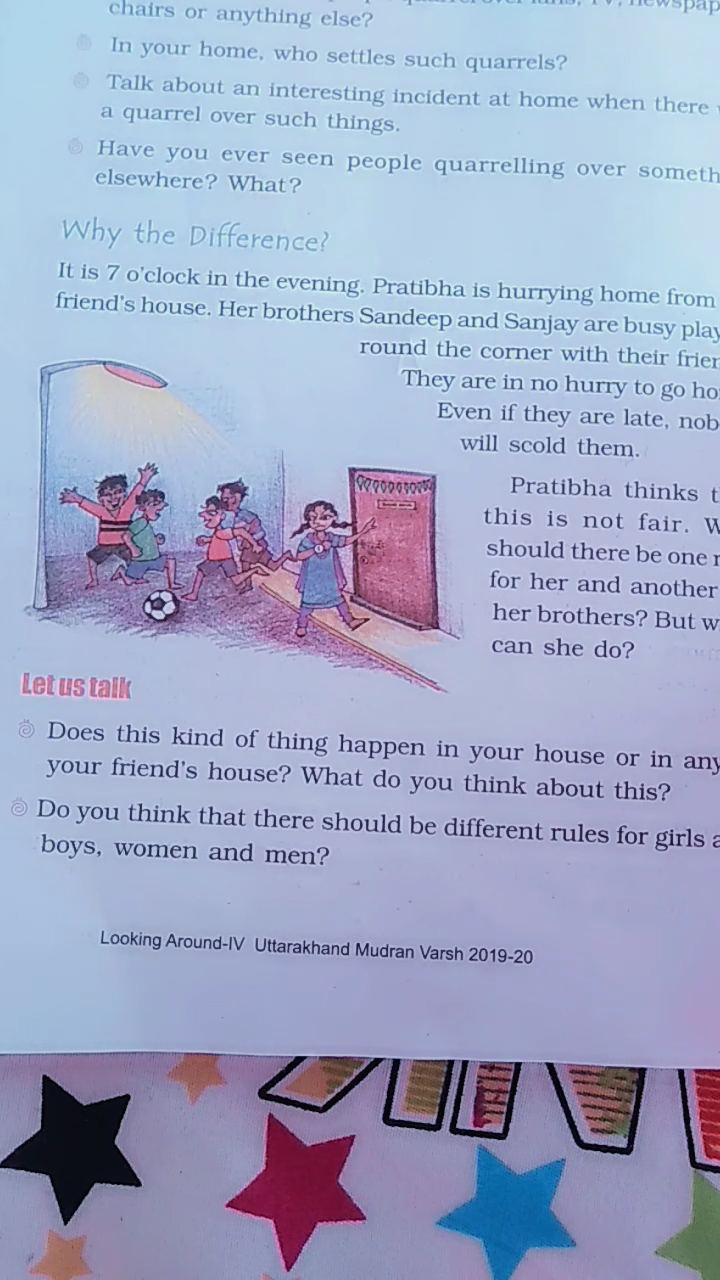 chairs or anything else?
In your home, who settles such quarrels?
Talk about an interesting incident at home when there
a quarrel over such things.
Have you ever seen people quarrelling over someth
elsewhere? What?
Why the Difference?
It is 7 o'clock in the evening. Pratibha is hurrying home from
friend's house. Her brothers Sandeep and Sanjay are busy play
round the corner with their frien
They are in no hurry to go ho
Even if they are late, nob
will scold them.
Pratibha thinks t
this is not fair. W
should there be one r
for her and another
her brothers? But w
can she do?
Let us talk
Does this kind of thing happen in your house or in any
your friend's house? What do you think about this?
Do you think that there should be different rules for girls a
boys, women and men?
Looking Around-IV Uttarakhand Mudran Varsh 2019-20